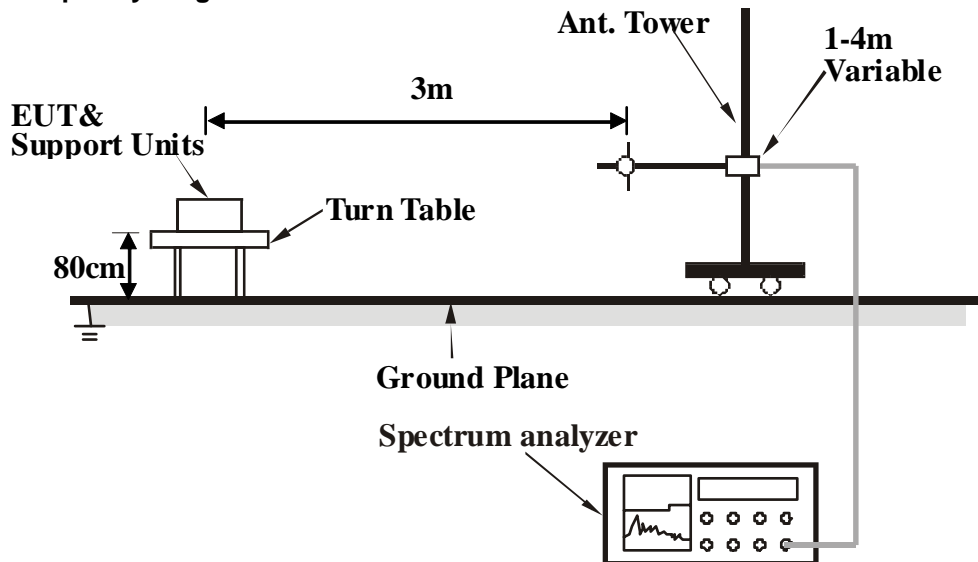 Ant. Tower
1-4m
Variable
3m
EUT&
Support Units
Turn Table
80cm
Ground Plane
Spectrum analyzer